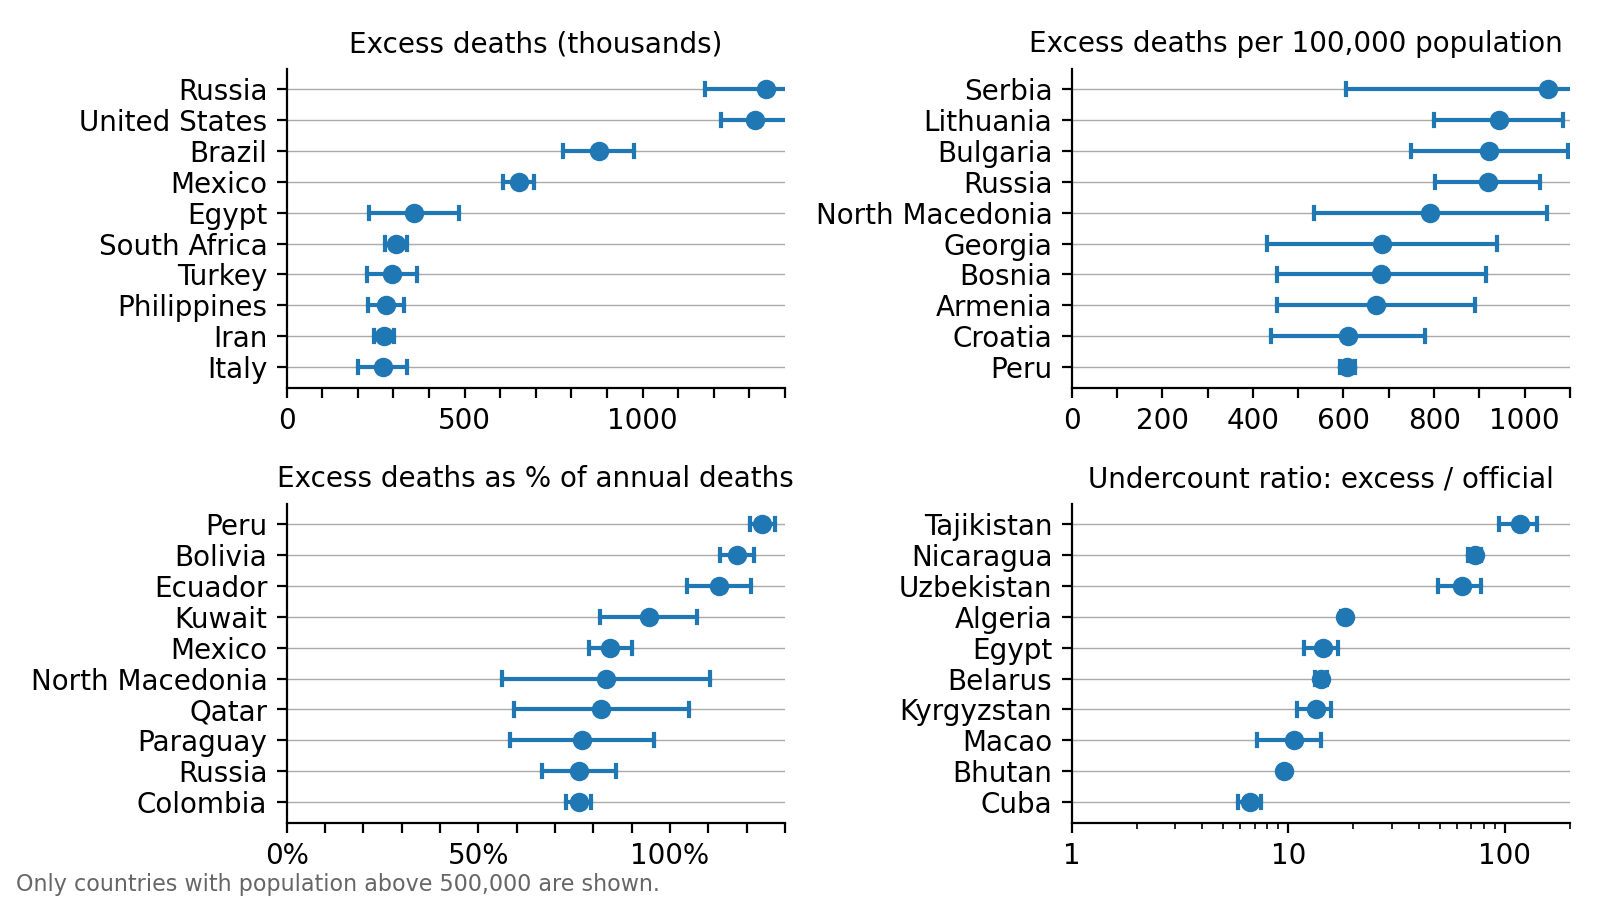 Excess deaths (thousands)
Russia
United States
Brazil
Mexico
Egypt
South Africa
Turkey
Philippines
Iran
Italy
0 500 1000
Excess deaths per 100,000 population
Serbia
Lithuania
Bulgaria
Russia
North Macedonia
Georgia
Bosnia
Armenia
Croatia
Peru
0 200 400 600 800 1000
Excess deaths as % of annual deaths
Peru
Bolivia
Ecuador
Kuwait
Mexico
North Macedonia
Qatar
Paraguay
Russia
Colombia
0% 50% 100%
Undercount ratio: excess / official
Tajikistan
Nicaragua
Uzbekistan
Algeria
Egypt
Belarus
Kyrgyzstan
Macao
Bhutan
Cuba
1 10 100
Only countries with population above 500,000 are shown.